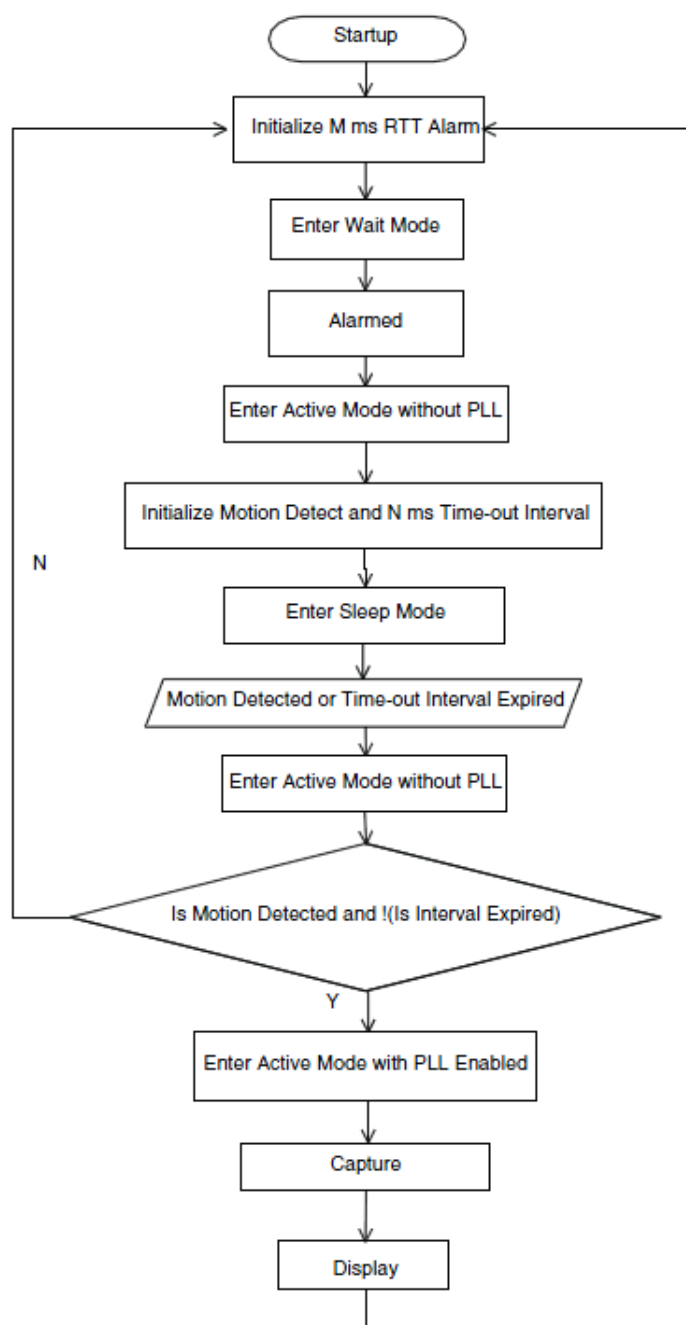 Startup
Initialize M ms RTT Alarm
Enter Wait Mode
Alarmed
Enter Active Mode without PLL
Initialize Motion Detect and N ms Time-out Interval
N
Enter Sleep Mode
Motion Detected or Time-out Interval Expired
Enter Active Mode without PLL
Is Motion Detected and !(Is Interval Expired)
Y
Enter Active Mode with PLL Enabled
Capture
Display